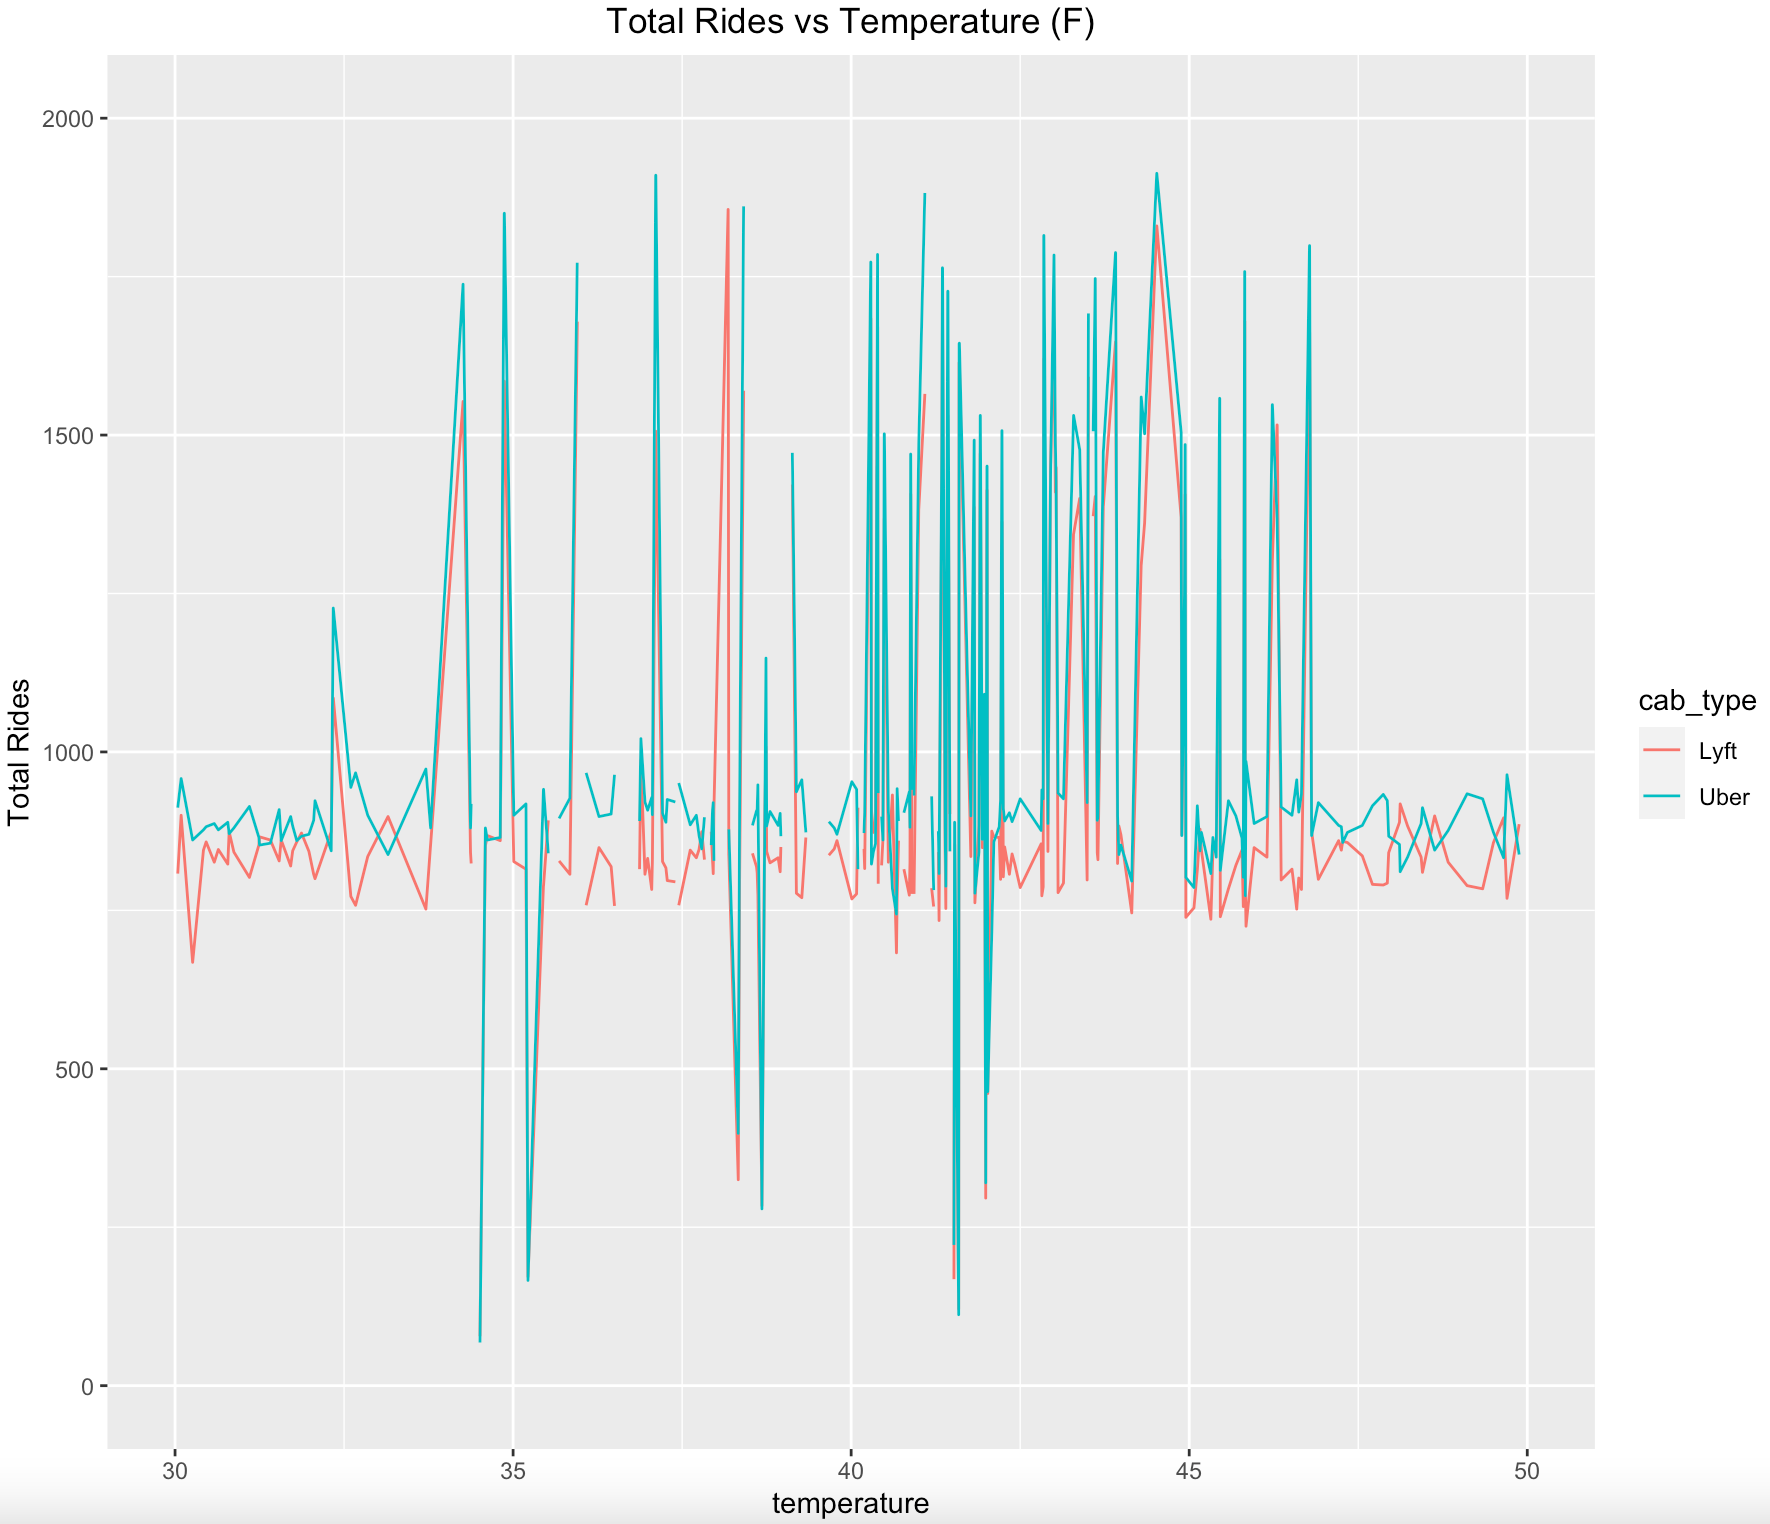 Total Rides vs Temperature (F)
2000
1500
1000
500
0
Total Rides
30 35 40 45 50
temperature
cab_type
Lyft
Uber